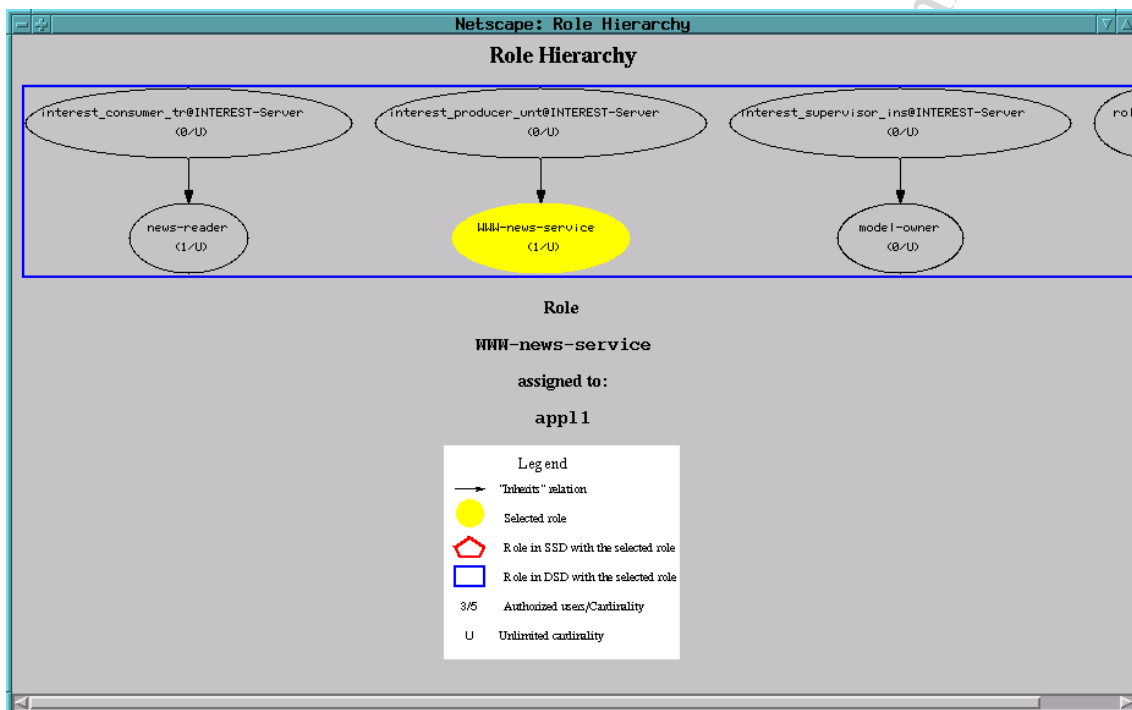 Netscape: Role Hierarchy
Role Hierarchy
interest_consumer_tr@INTEREST-Server
(0/U)
interest_producer_unt@INTEREST-Server
(0/U)
interest_supervisor_ins@INTEREST-Server
(0/U)
rol
news-reader
(1/U)
WWW-news-service
(1/U)
model-owner
(0/U)
Role
WWW-news-service
assigned to:
appl1
Legend
"Inherits" relation
Selected role
Role in SSD with the selected role
Role in DSD with the selected role
3/5 Authorized users/Cardinality
U Unlimited cardinality